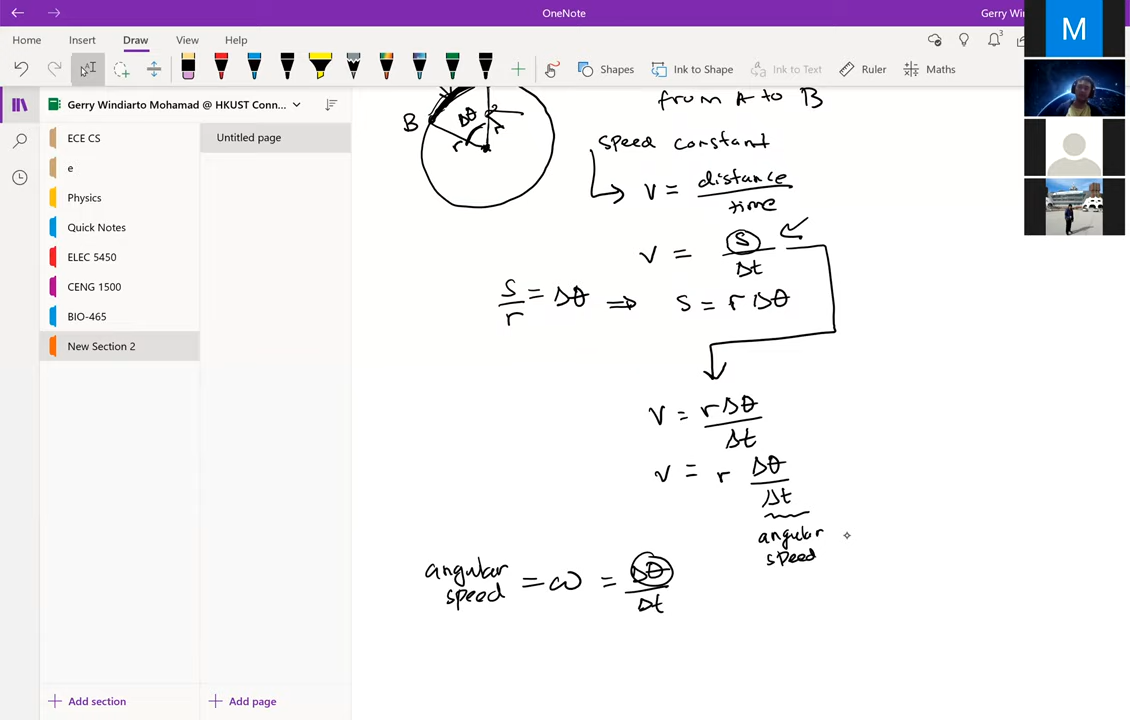 OneNote
Gerry Win
M
Home Insert Draw View Help
Shapes Ink to Shape Ink to Text Ruler Maths
Gerry Windiarto Mohamad @ HKUST Conn...
ECE CS
e
Physics
Quick Notes
ELEC 5450
CENG 1500
BIO-465
New Section 2
Untitled page
Add section
Add page
B Δθ r
r
from A to B
speed constant
v = distance / time
v = s / Δt
s / r = Δθ ⇒ s = rΔθ
v = rΔθ / Δt
v = r Δθ / Δt
angular
speed
angular
speed = ω = Δθ / Δt